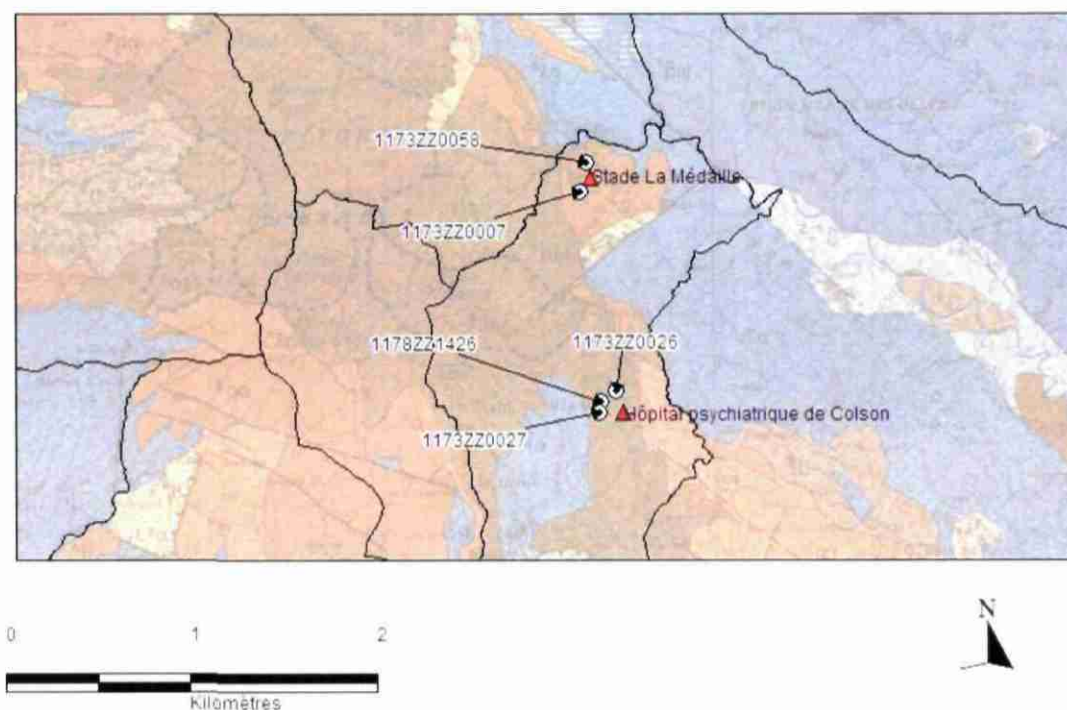 1173ZZ0058
Stade La Médaille
1173ZZ0007
1178ZZ1426
1173ZZ0026
Hôpital psychiatrique de Colson
1173ZZ0027
0 1 2
Kilomètres
N